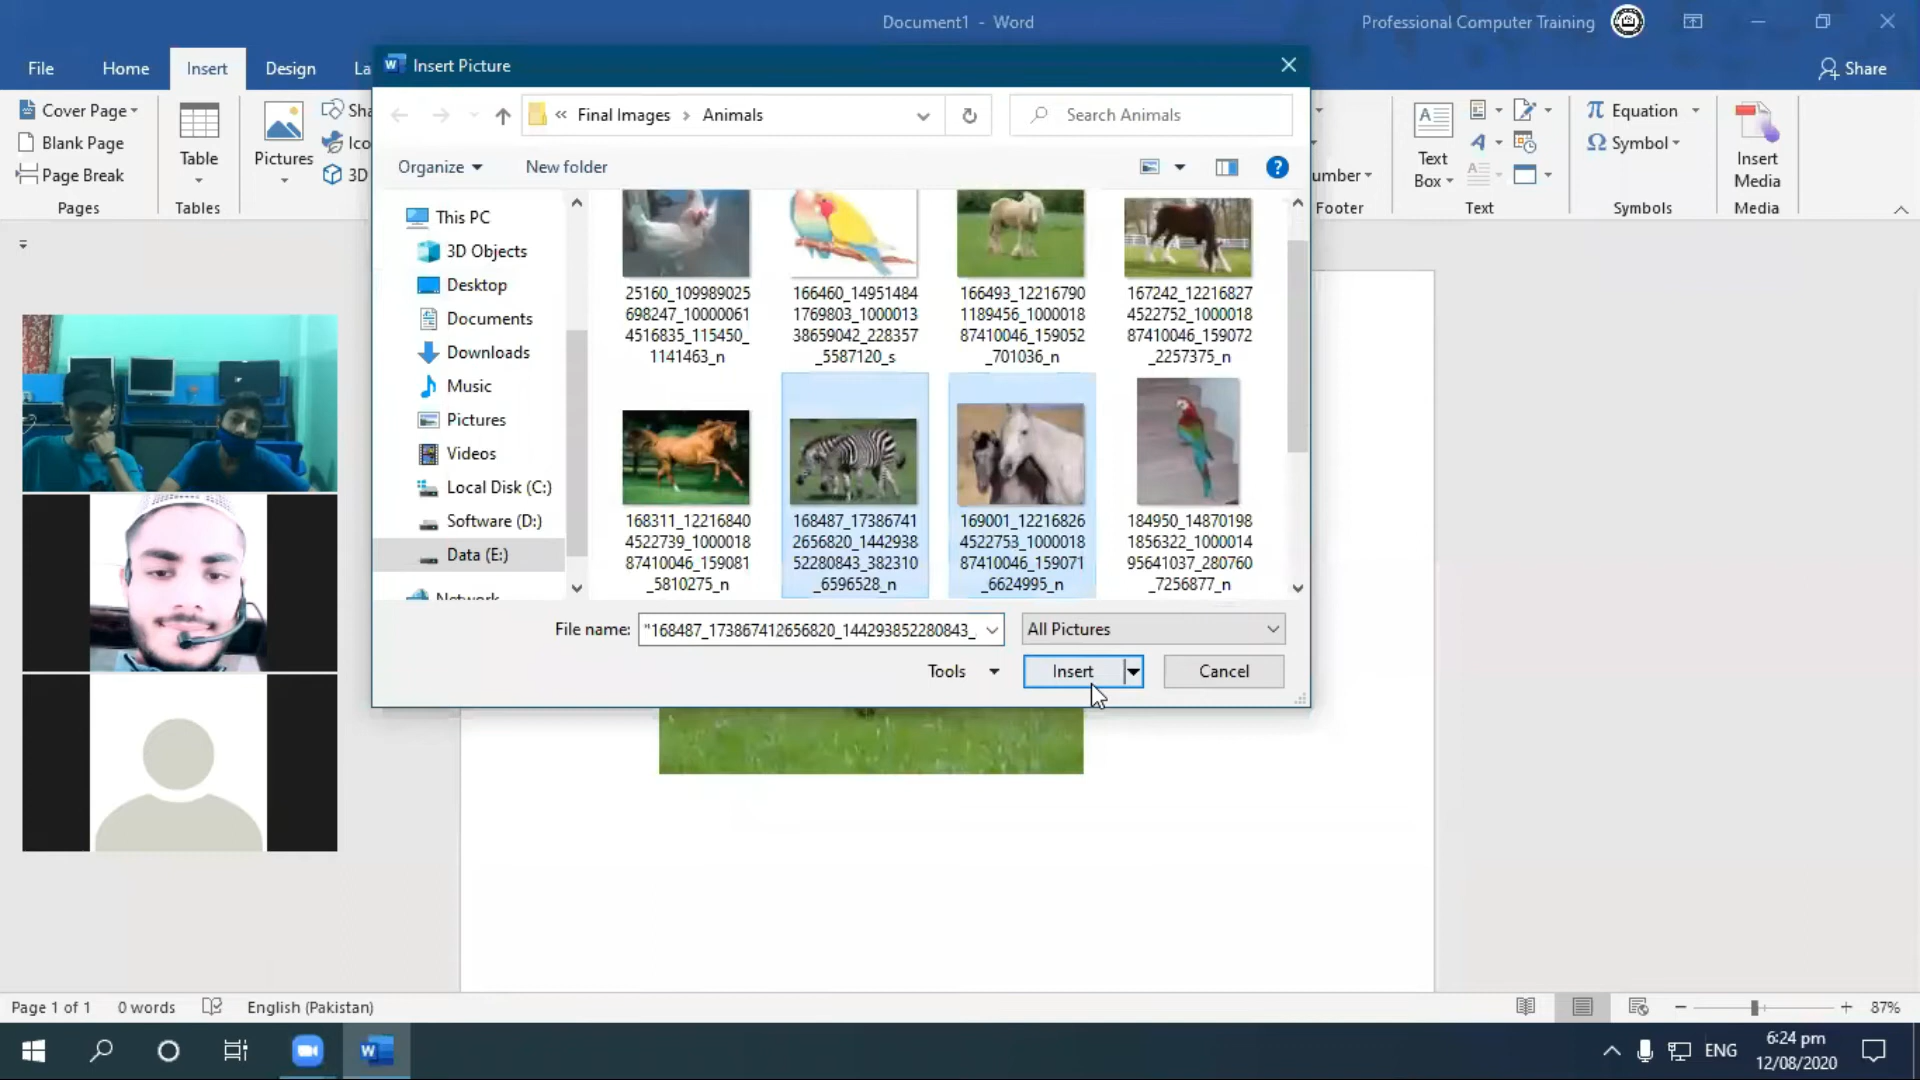 Document1 - Word
Professional Computer Training
File
Home
Insert
Design
La
Share
Cover Page
Blank Page
Page Break
Pages
Table
Tables
Pictures
Sha
Ico
3D
Insert Picture
« Final Images › Animals
Search Animals
Organize
New folder
This PC
3D Objects
Desktop
Documents
Downloads
Music
Pictures
Videos
Local Disk (C:)
Software (D:)
Data (E:)
Network
25160_109989025
698247_10000061
4516835_115450_
1141463_n
166460_14951484
1769803_1000013
38659042_228357
_5587120_s
166493_12216790
1189456_1000018
87410046_159052
_701036_n
167242_12216827
4522752_1000018
87410046_159072
_2257375_n
168311_12216840
4522739_1000018
87410046_159081
_5810275_n
168487_17386741
2656820_1442938
52280843_382310
_6596528_n
169001_12216826
4522753_1000018
87410046_159071
_6624995_n
184950_14870198
1856322_1000014
95641037_280760
_7256877_n
File name:
"168487_173867412656820_144293852280843_
All Pictures
Tools
Insert
Cancel
umber
Footer
Text
Box
Text
Equation
Symbol
Symbols
Insert
Media
Media
Page 1 of 1
0 words
English (Pakistan)
87%
ENG
6:24 pm
12/08/2020